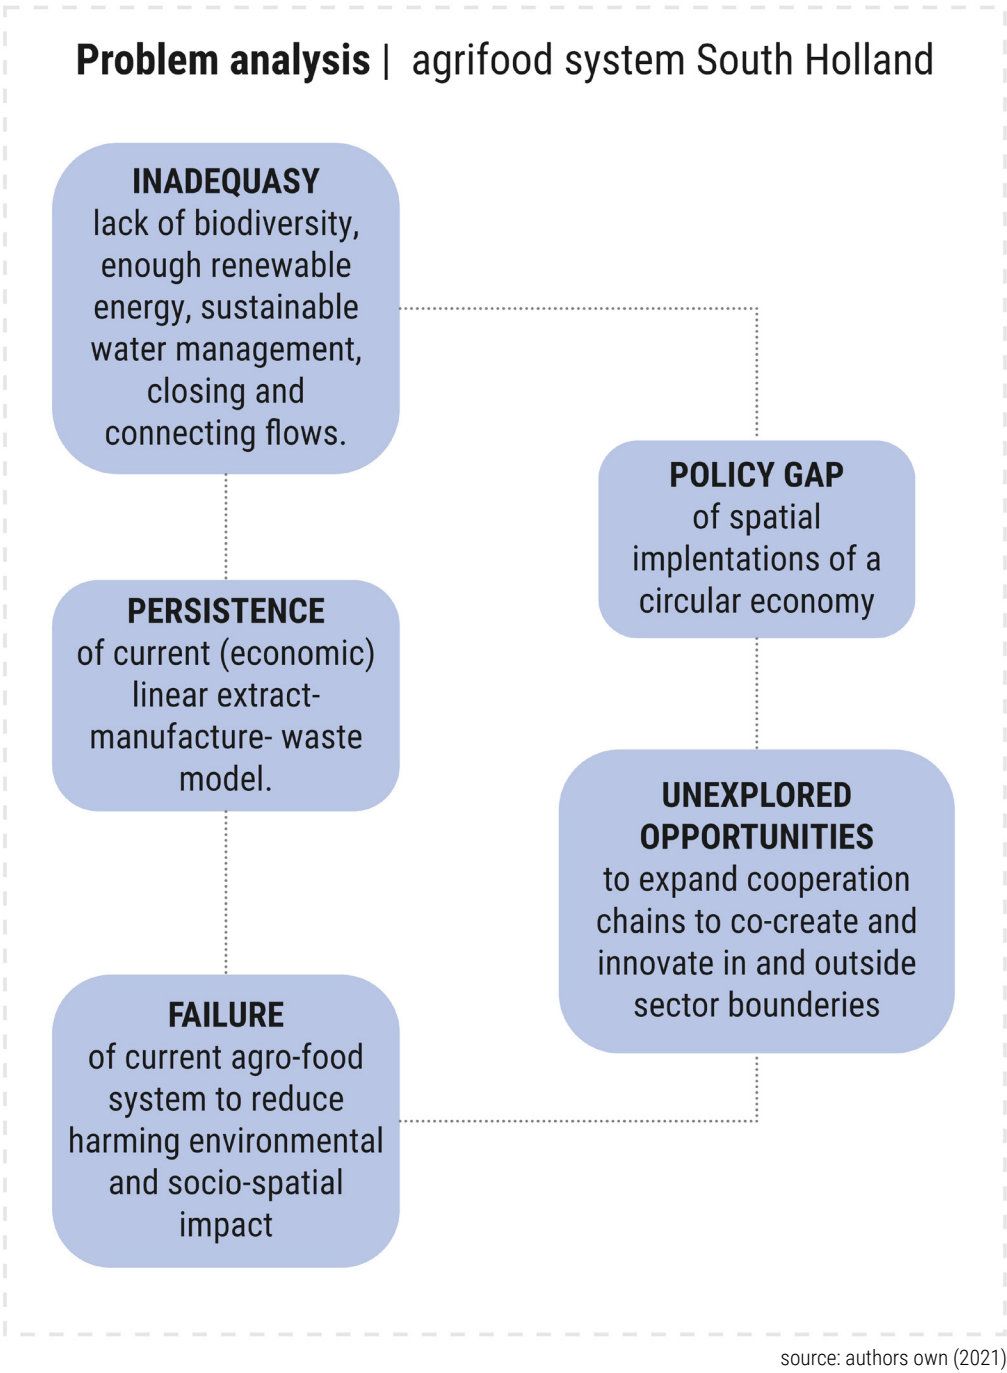 Problem analysis | agrifood system South Holland
INADEQUASY
lack of biodiversity,
enough renewable
energy, sustainable
water management,
closing and
connecting flows.
PERSISTENCE
of current (economic)
linear extract-
manufacture- waste
model.
FAILURE
of current agro-food
system to reduce
harming environmental
and socio-spatial
impact
POLICY GAP
of spatial
implentations of a
circular economy
UNEXPLORED
OPPORTUNITIES
to expand cooperation
chains to co-create and
innovate in and outside
sector bounderies
source: authors own (2021)